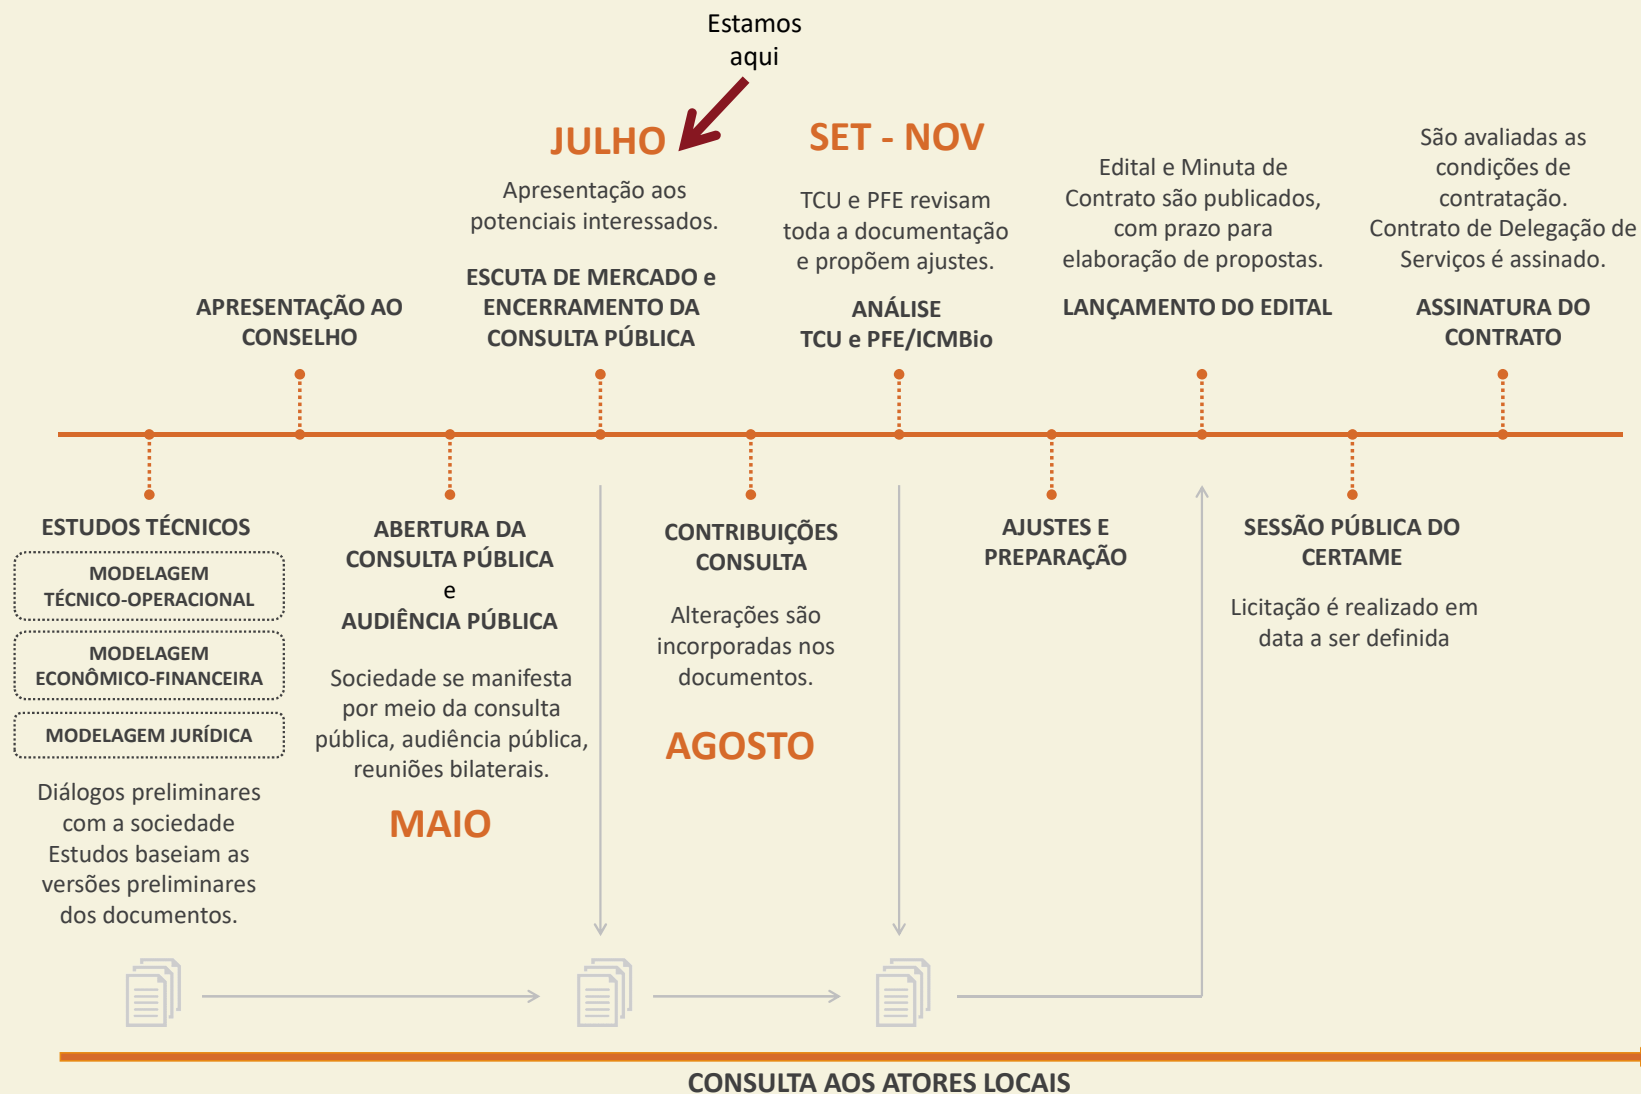 Estamos
aqui
JULHO
Apresentação aos
potenciais interessados.
ESCUTA DE MERCADO e
ENCERRAMENTO DA
CONSULTA PÚBLICA
SET - NOV
TCU e PFE revisam
toda a documentação
e propõem ajustes.
ANÁLISE
TCU e PFE/ICMBio
Edital e Minuta de
Contrato são publicados,
com prazo para
elaboração de propostas.
LANÇAMENTO DO EDITAL
São avaliadas as
condições de
contratação.
Contrato de Delegação de
Serviços é assinado.
ASSINATURA DO
CONTRATO
APRESENTAÇÃO AO
CONSELHO
ESTUDOS TÉCNICOS
MODELAGEM
TÉCNICO-OPERACIONAL
MODELAGEM
ECONÔMICO-FINANCEIRA
MODELAGEM JURÍDICA
Diálogos preliminares
com a sociedade
Estudos baseiam as
versões preliminares
dos documentos.
ABERTURA DA
CONSULTA PÚBLICA
e
AUDIÊNCIA PÚBLICA
Sociedade se manifesta
por meio da consulta
pública, audiência pública,
reuniões bilaterais.
MAIO
CONTRIBUIÇÕES
CONSULTA
Alterações são
incorporadas nos
documentos.
AGOSTO
AJUSTES E
PREPARAÇÃO
SESSÃO PÚBLICA DO
CERTAME
Licitação é realizado em
data a ser definida
CONSULTA AOS ATORES LOCAIS